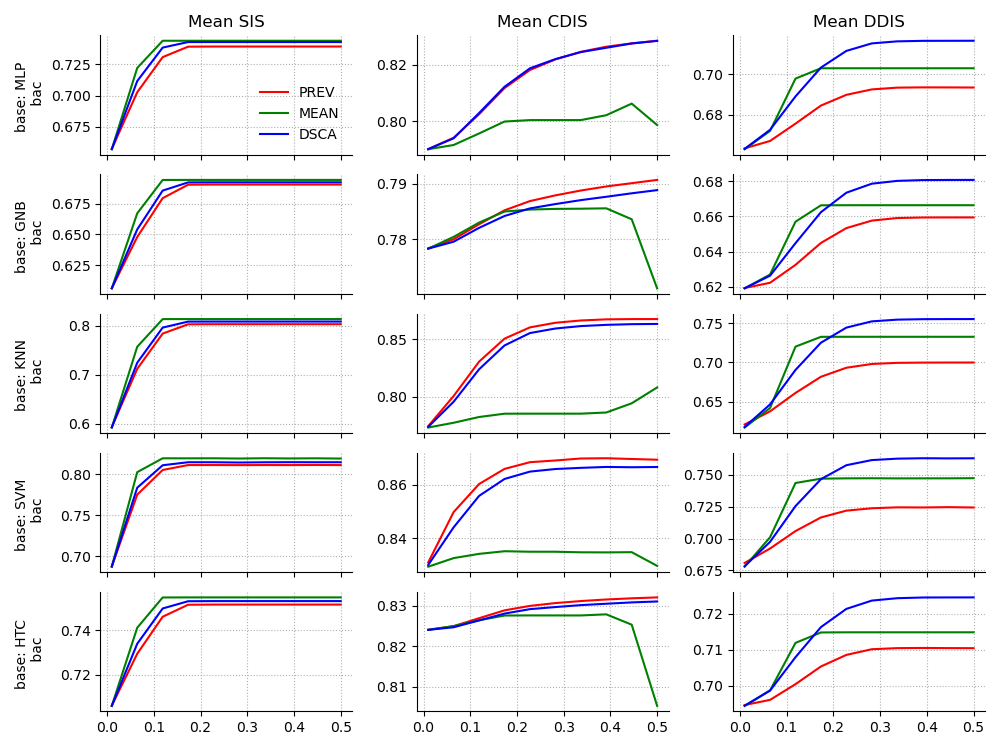 Mean SIS Mean CDIS Mean DDIS
base: MLP
bac
0.725
0.700
0.675
PREV
MEAN
DSCA
0.82
0.80
0.70
0.68
base: GNB
bac
0.675
0.650
0.625
0.79
0.78
0.68
0.66
0.64
0.62
base: KNN
bac
0.8
0.7
0.6
0.85
0.80
0.75
0.70
0.65
base: SVM
bac
0.80
0.75
0.70
0.86
0.84
0.750
0.725
0.700
0.675
base: HTC
bac
0.74
0.72
0.83
0.82
0.81
0.72
0.71
0.70
0.0 0.1 0.2 0.3 0.4 0.5 0.0 0.1 0.2 0.3 0.4 0.5 0.0 0.1 0.2 0.3 0.4 0.5